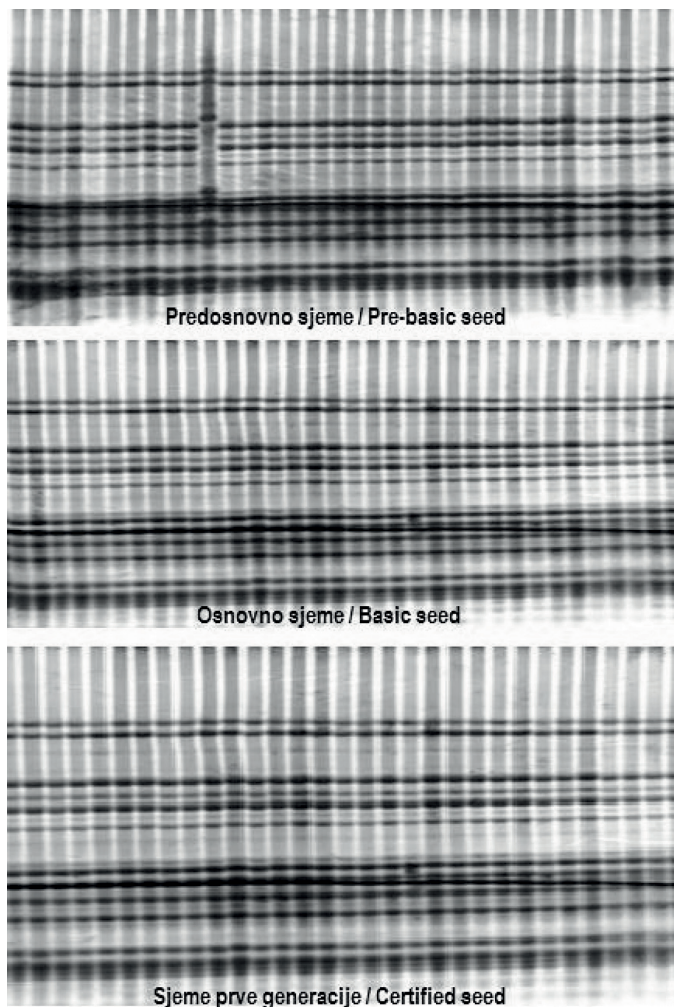 Predosnovno sjeme / Pre-basic seed
Osnovno sjeme / Basic seed
Sjeme prve generacije / Certified seed